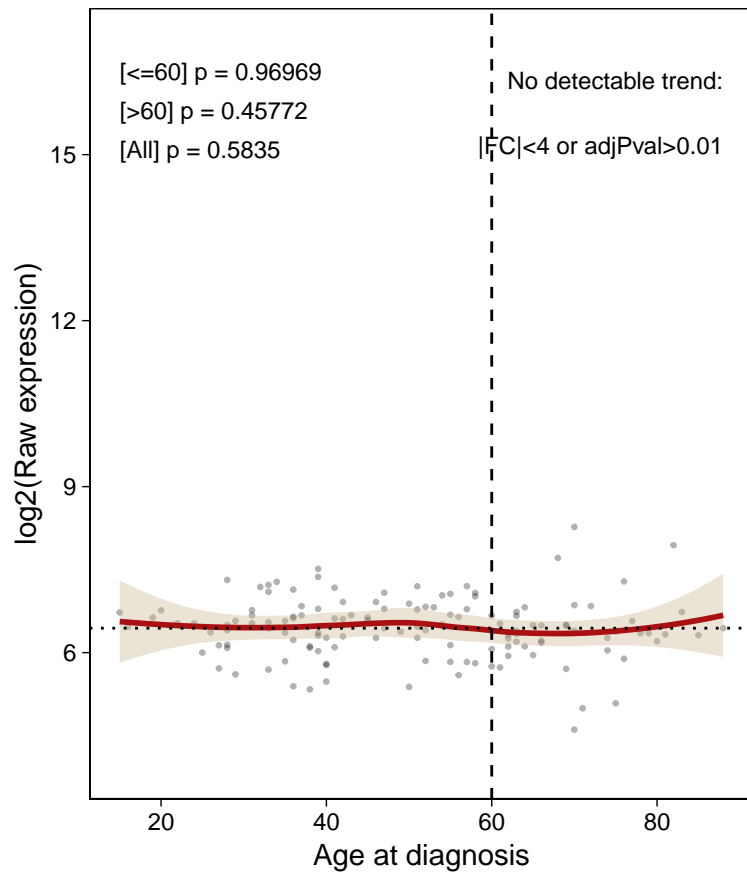 [<=60] p = 0.96969
[>60] p = 0.45772
[All] p = 0.5835
No detectable trend:
|FC|<4 or adjPval>0.01
log2(Raw expression)
15
12
9
6
20
40
60
80
Age at diagnosis